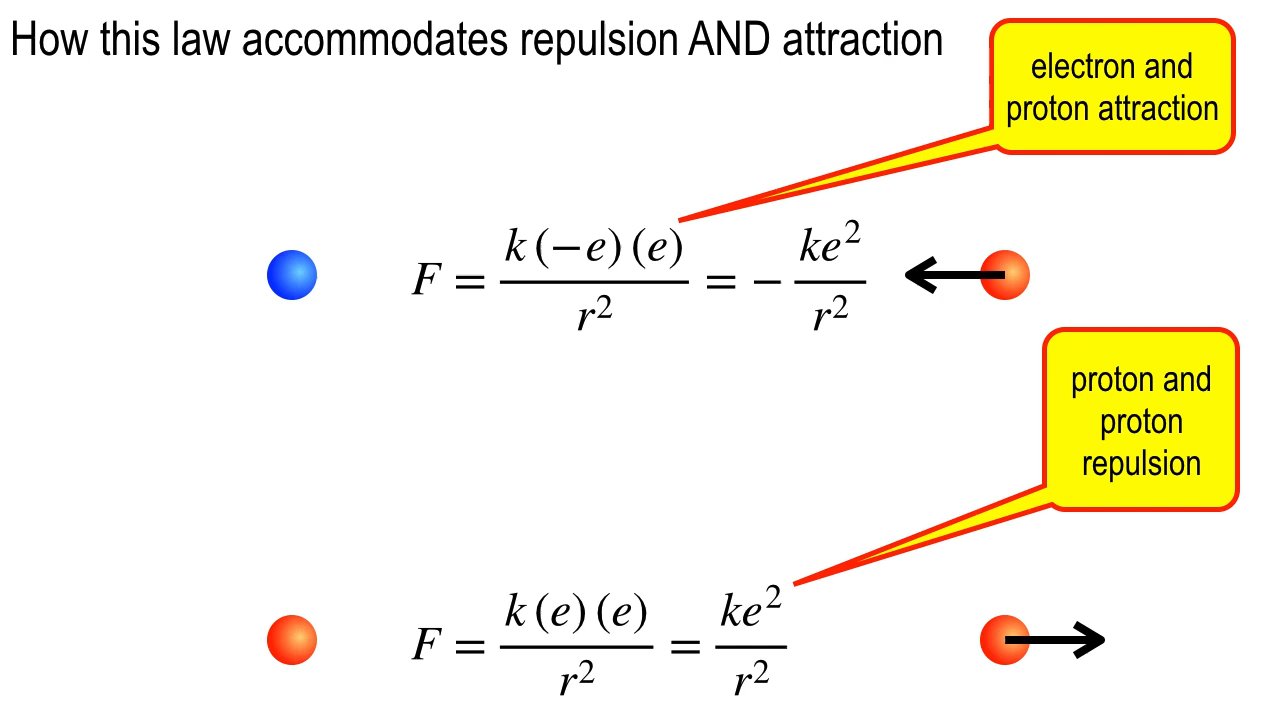 How this law accommodates repulsion AND attraction
electron and
proton attraction
F = k(−e)(e)/r² = − ke²/r²
proton and
proton
repulsion
F = k(e)(e)/r² = ke²/r²